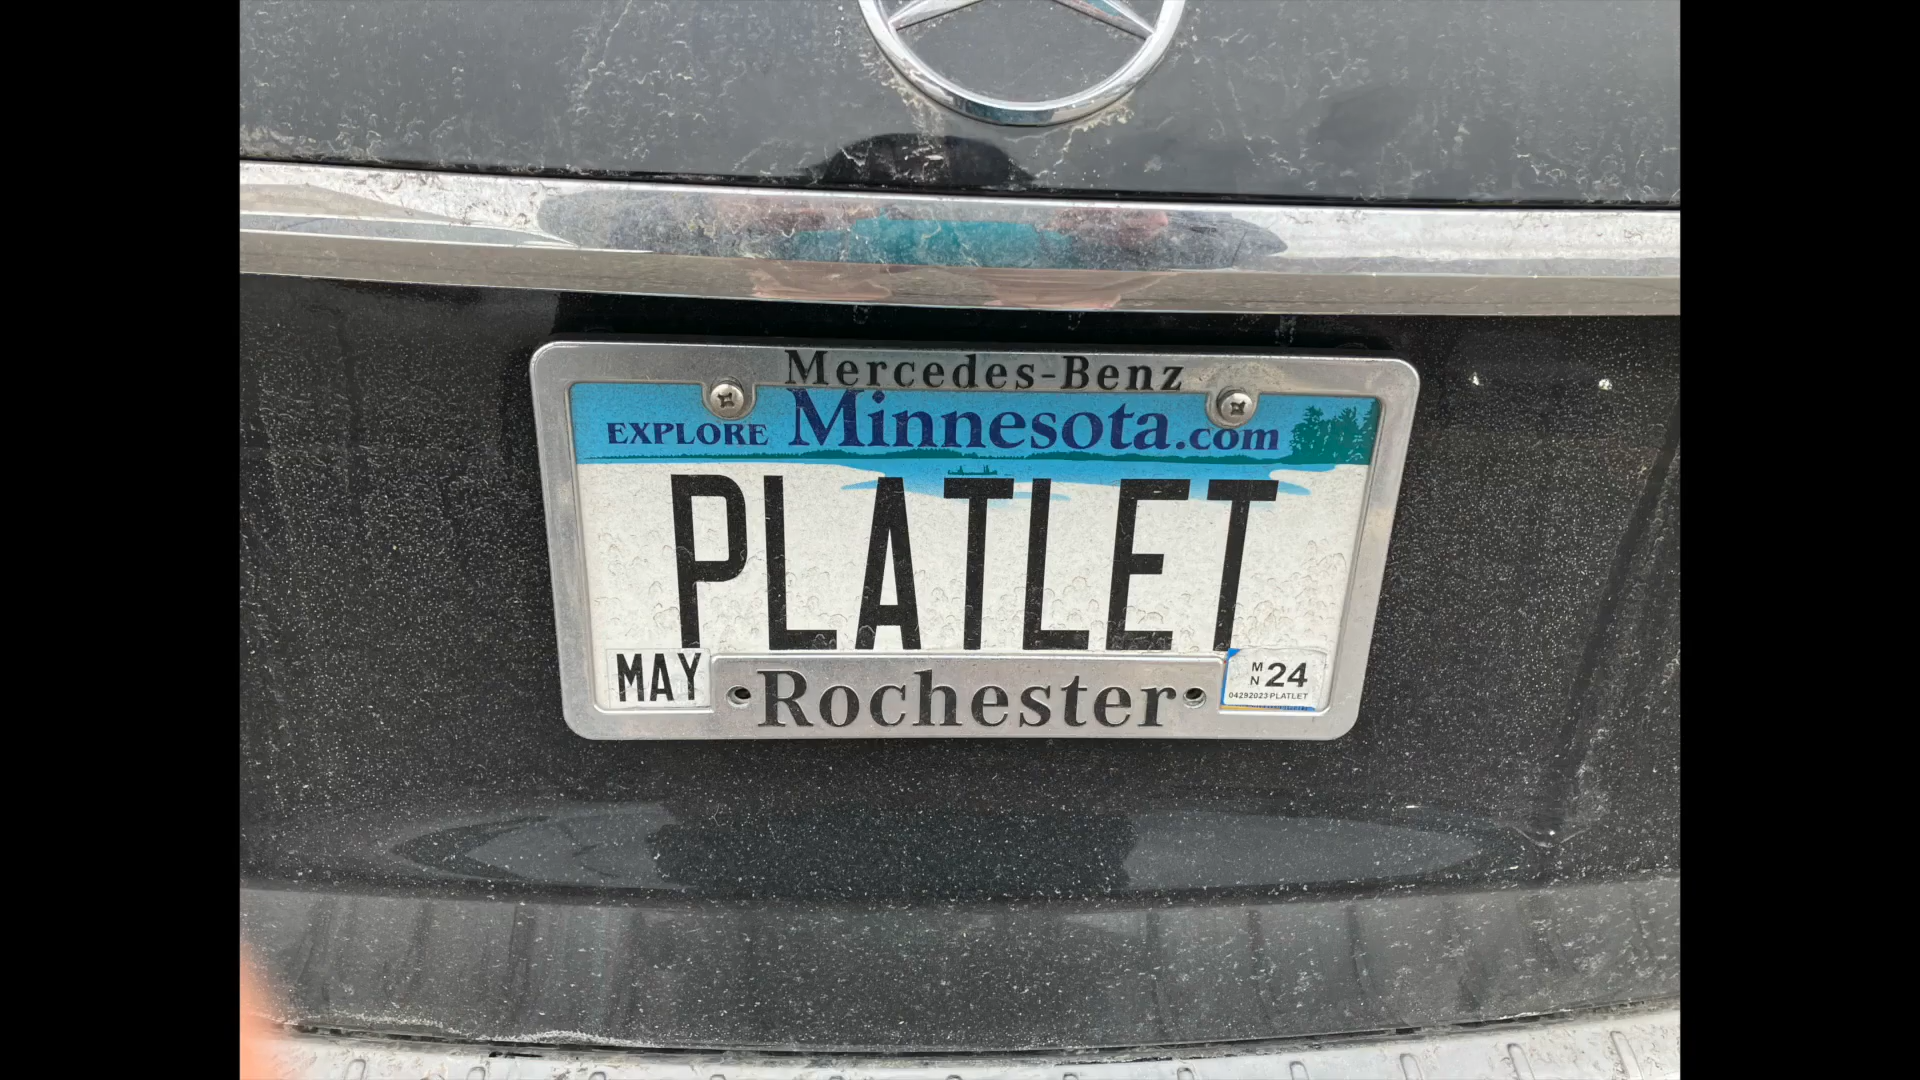 Mercedes-Benz
EXPLORE Minnesota.com
PLATLET
MAY
Rochester
MN 24
04292023 PLATLET